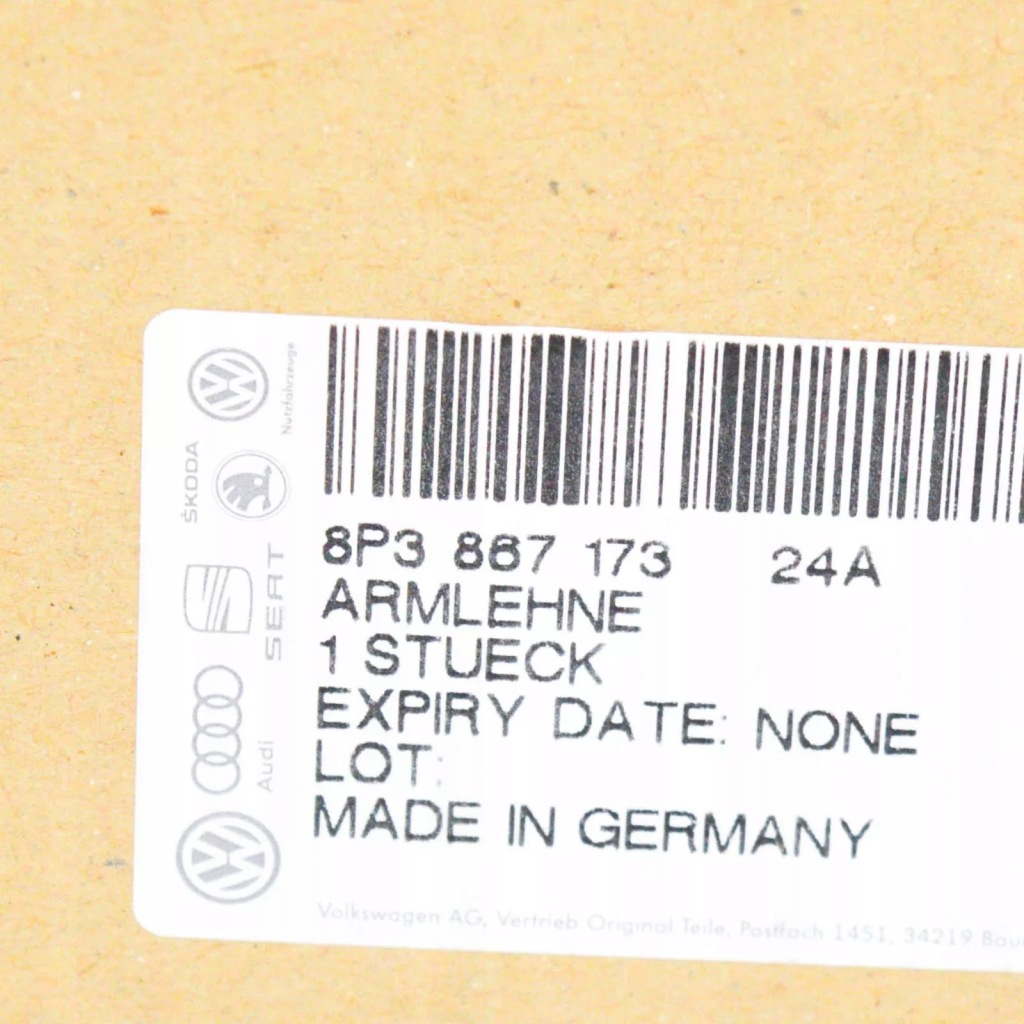 8P3 867 173 24A
ARMLEHNE
1 STUECK
EXPIRY DATE: NONE
LOT:
MADE IN GERMANY
Volkswagen AG, Vertrieb Original Teile, Postfach 1451, 34219
Nutzfahrzeuge
ŠKODA
SEAT
Audi